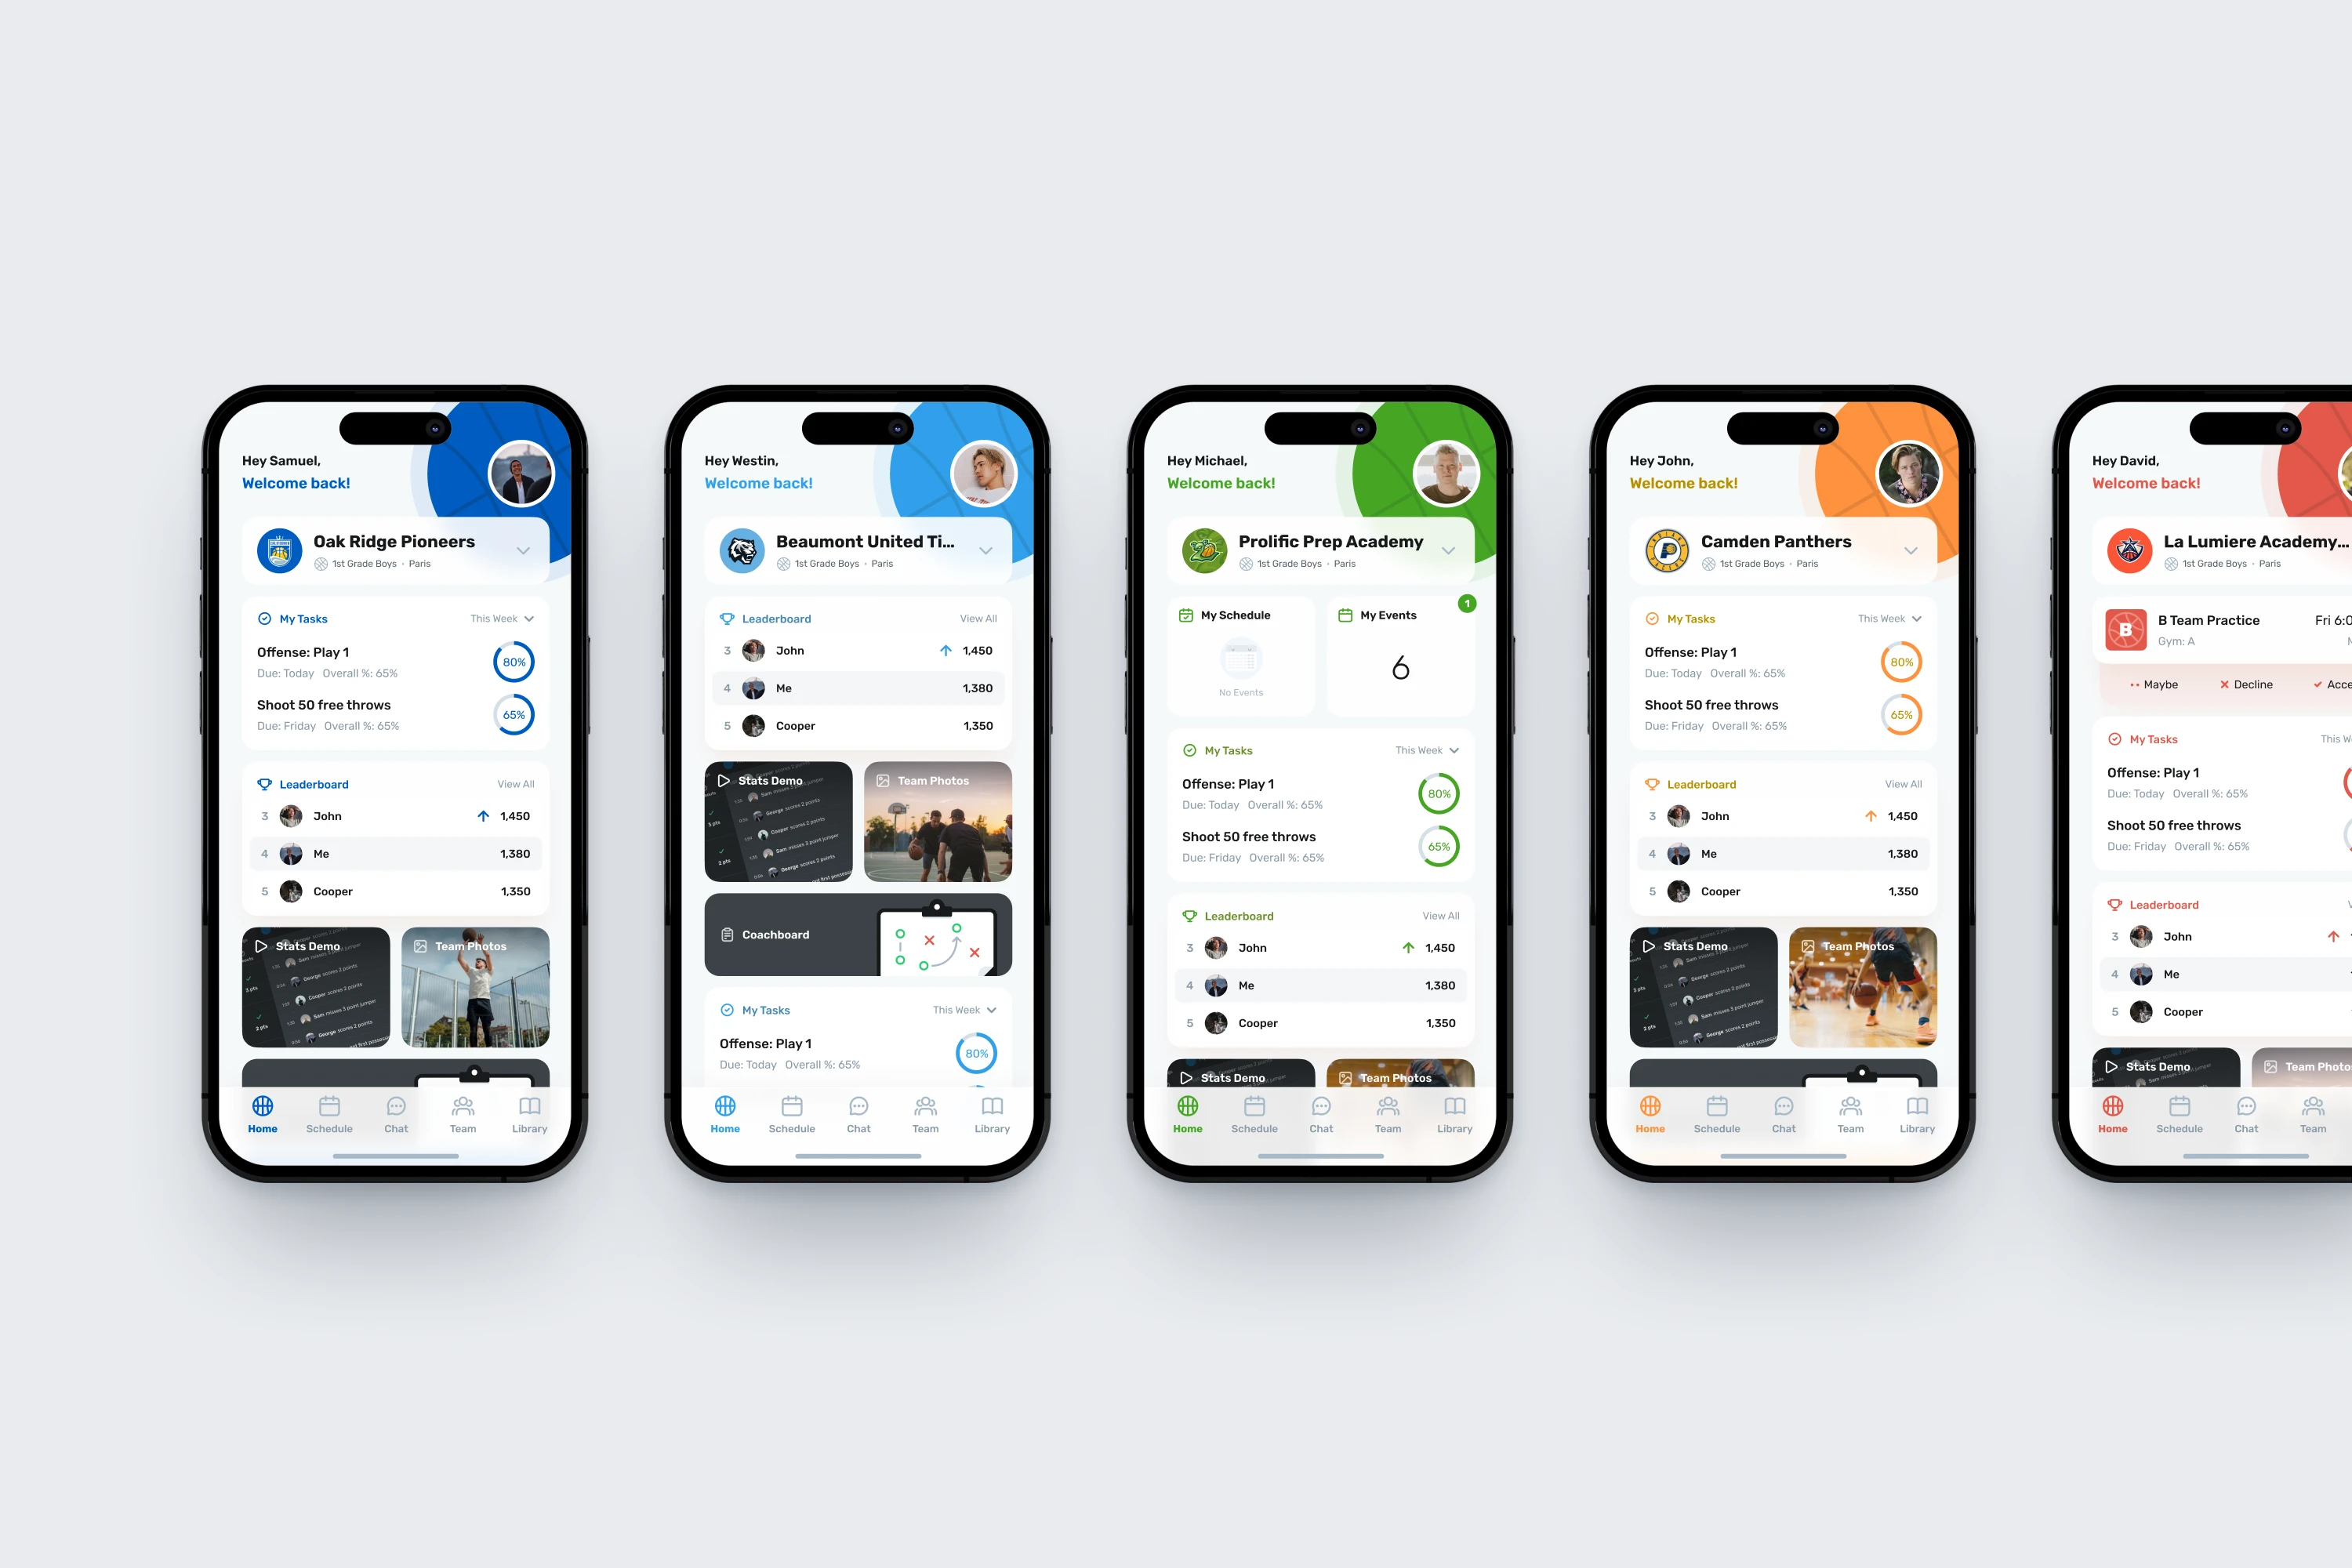 Hey Samuel,
Welcome back!
Oak Ridge Pioneers
1st Grade Boys · Paris
My Tasks
This Week
Offense: Play 1
Due: Today Overall %: 65%
80%
Shoot 50 free throws
Due: Friday Overall %: 65%
65%
Leaderboard
View All
3 John 1,450
4 Me 1,380
5 Cooper 1,350
Stats Demo
Team Photos
Home
Schedule
Chat
Team
Library
Hey Westin,
Welcome back!
Beaumont United Ti...
1st Grade Boys · Paris
Leaderboard
View All
3 John 1,450
4 Me 1,380
5 Cooper 1,350
Stats Demo
Team Photos
Coachboard
My Tasks
This Week
Offense: Play 1
Due: Today Overall %: 65%
80%
Home
Schedule
Chat
Team
Library
Hey Michael,
Welcome back!
Prolific Prep Academy
1st Grade Boys · Paris
My Schedule
No Events
My Events
1
6
My Tasks
This Week
Offense: Play 1
Due: Today Overall %: 65%
80%
Shoot 50 free throws
Due: Friday Overall %: 65%
65%
Leaderboard
View All
3 John 1,450
4 Me 1,380
5 Cooper 1,350
Stats Demo
Team Photos
Home
Schedule
Chat
Team
Library
Hey John,
Welcome back!
Camden Panthers
1st Grade Boys · Paris
My Tasks
This Week
Offense: Play 1
Due: Today Overall %: 65%
80%
Shoot 50 free throws
Due: Friday Overall %: 65%
65%
Leaderboard
View All
3 John 1,450
4 Me 1,380
5 Cooper 1,350
Stats Demo
Team Photos
Home
Schedule
Chat
Team
Library
Hey David,
Welcome back!
La Lumiere Academy...
1st Grade Boys · Paris
B
B Team Practice
Fri 6:0
Gym: A
Maybe
Decline
Acce
My Tasks
This W
Offense: Play 1
Due: Today Overall %: 65%
Shoot 50 free throws
Due: Friday Overall %: 65%
Leaderboard
3 John
4 Me
5 Cooper
Stats Demo
Team Photo
Home
Schedule
Chat
Team